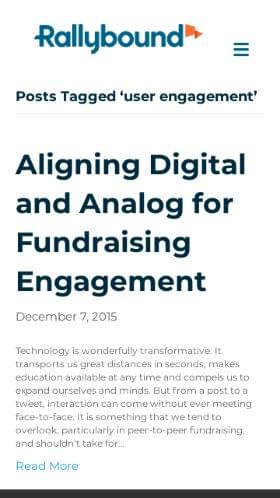 Rallybound
Posts Tagged ‘user engagement’
Aligning Digital
and Analog for
Fundraising
Engagement
December 7, 2015
Technology is wonderfully transformative. It
transports us great distances in seconds, makes
education available at any time and compels us to
expand ourselves and minds. But from a post to a
tweet, interaction can come without ever meeting
face-to-face. It is something that we tend to
overlook, particularly in peer-to-peer fundraising,
and shouldn’t take for...
Read More